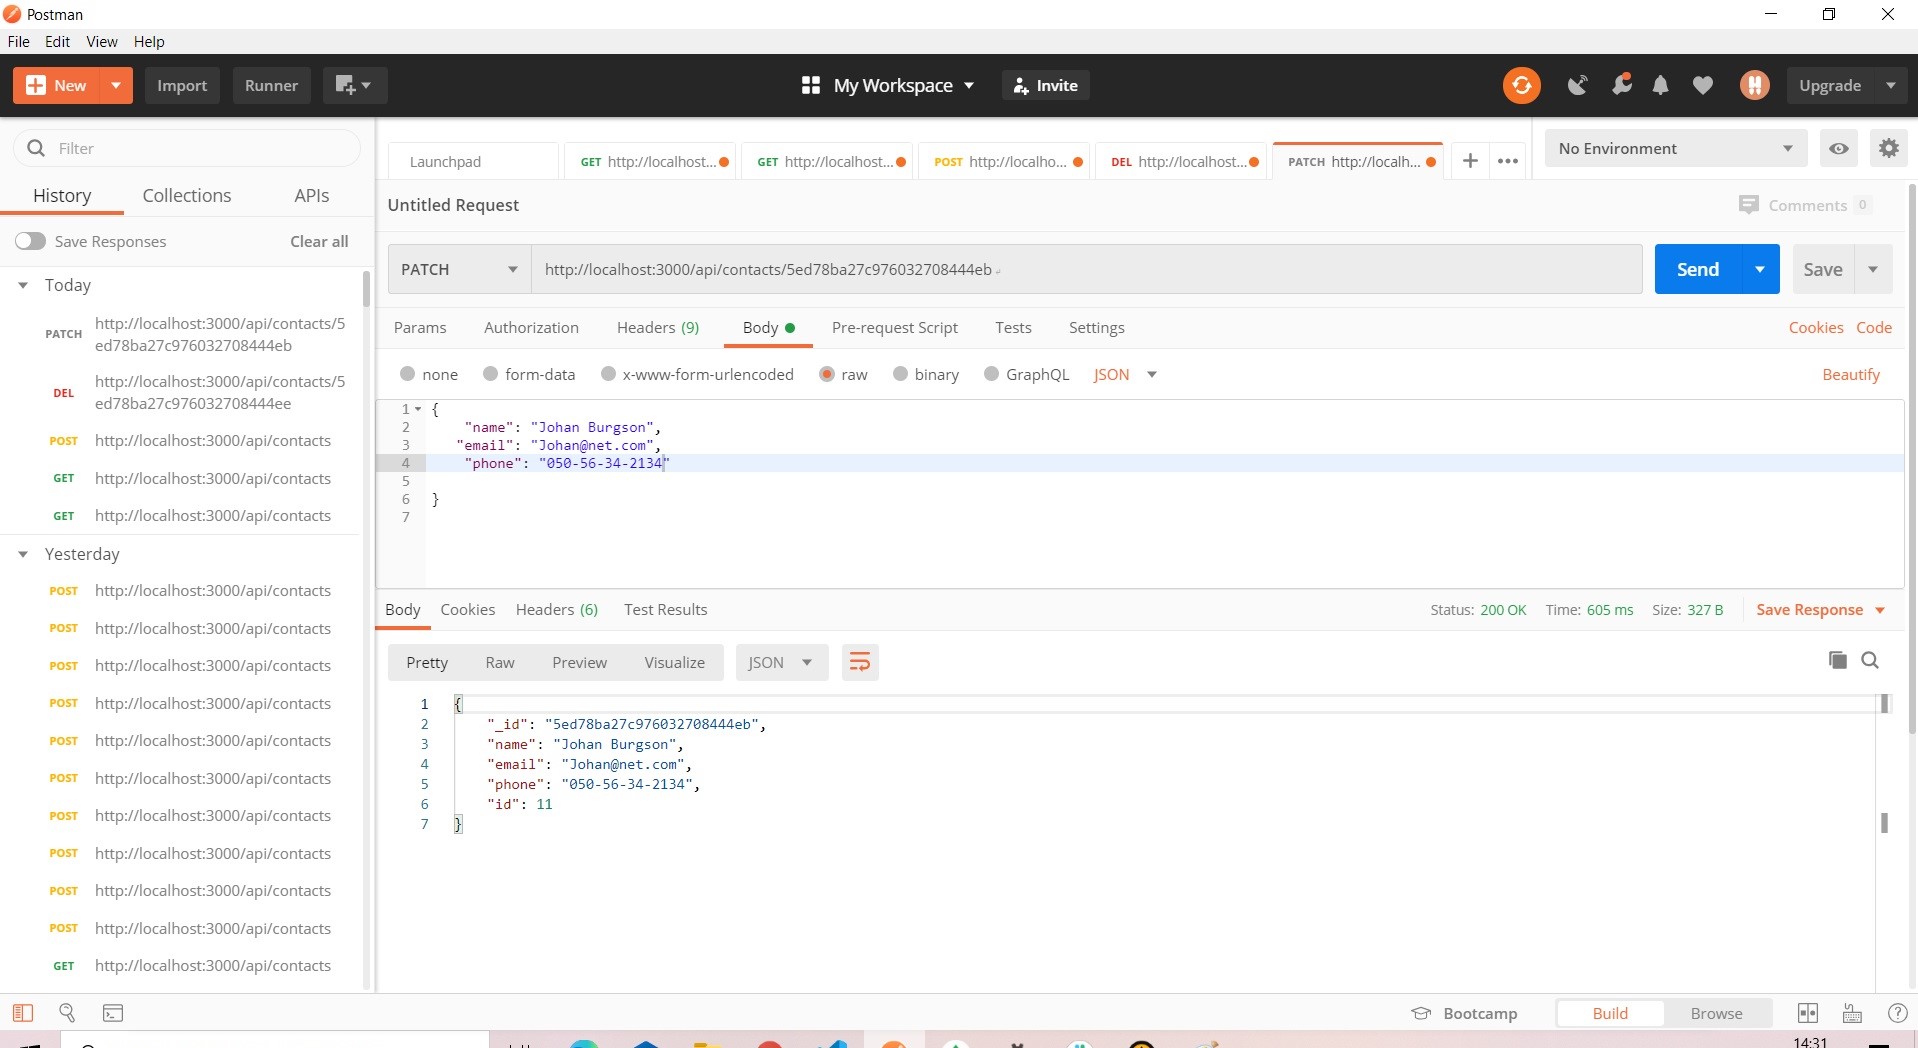 Postman
File Edit View Help
New Import Runner My Workspace Invite Upgrade
Filter
History Collections APIs
Save Responses Clear all
Today
PATCH http://localhost:3000/api/contacts/5
ed78ba27c976032708444eb
DEL http://localhost:3000/api/contacts/5
ed78ba27c976032708444ee
POST http://localhost:3000/api/contacts
GET http://localhost:3000/api/contacts
GET http://localhost:3000/api/contacts
Yesterday
POST http://localhost:3000/api/contacts
POST http://localhost:3000/api/contacts
POST http://localhost:3000/api/contacts
POST http://localhost:3000/api/contacts
POST http://localhost:3000/api/contacts
POST http://localhost:3000/api/contacts
POST http://localhost:3000/api/contacts
POST http://localhost:3000/api/contacts
POST http://localhost:3000/api/contacts
POST http://localhost:3000/api/contacts
GET http://localhost:3000/api/contacts
Launchpad GET http://localhost... GET http://localhost... POST http://localho... DEL http://localhost... PATCH http://localh... No Environment
Untitled Request Comments 0
PATCH http://localhost:3000/api/contacts/5ed78ba27c976032708444eb Send Save
Params Authorization Headers (9) Body Pre-request Script Tests Settings Cookies Code
none form-data x-www-form-urlencoded raw binary GraphQL JSON Beautify
1 {
2 "name": "Johan Burgson",
3 "email": "Johan@net.com",
4 "phone": "050-56-34-2134"
5
6 }
7
Body Cookies Headers (6) Test Results Status: 200 OK Time: 605 ms Size: 327 B Save Response
Pretty Raw Preview Visualize JSON
1 {
2 "_id": "5ed78ba27c976032708444eb",
3 "name": "Johan Burgson",
4 "email": "Johan@net.com",
5 "phone": "050-56-34-2134",
6 "id": 11
7 }
Bootcamp Build Browse
14:31